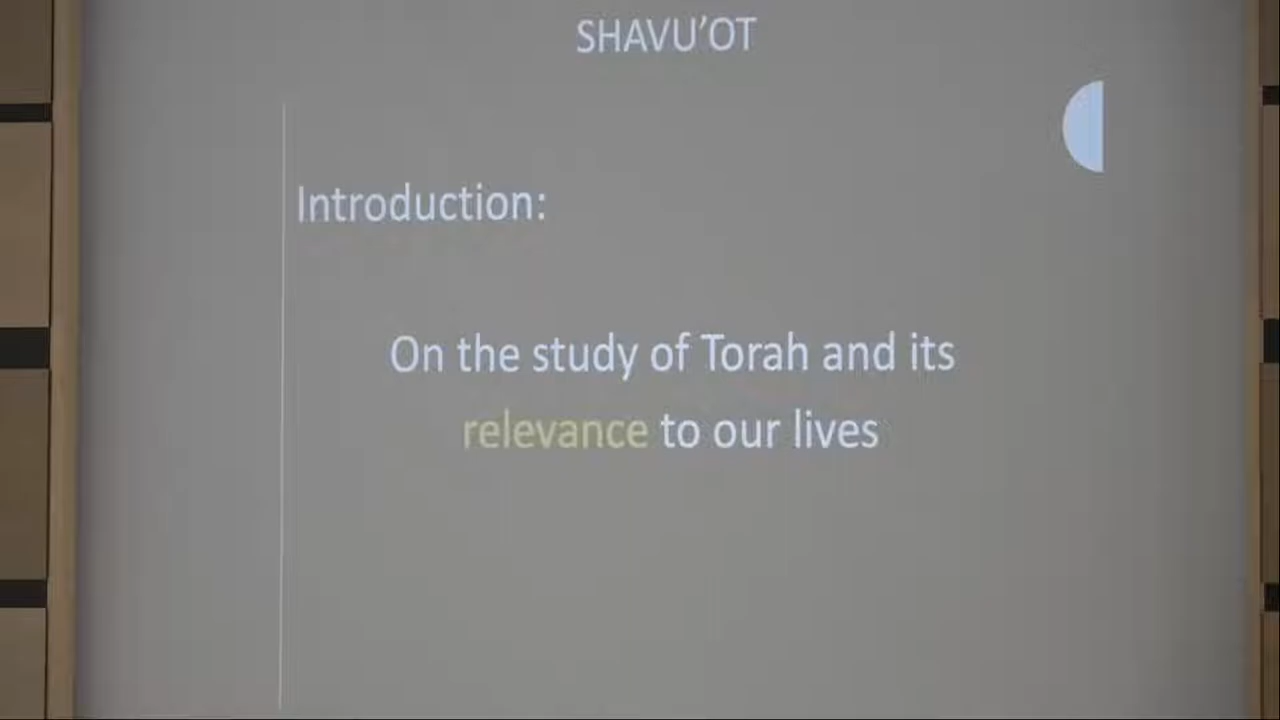 SHAVU’OT
Introduction:
On the study of Torah and its
relevance to our lives